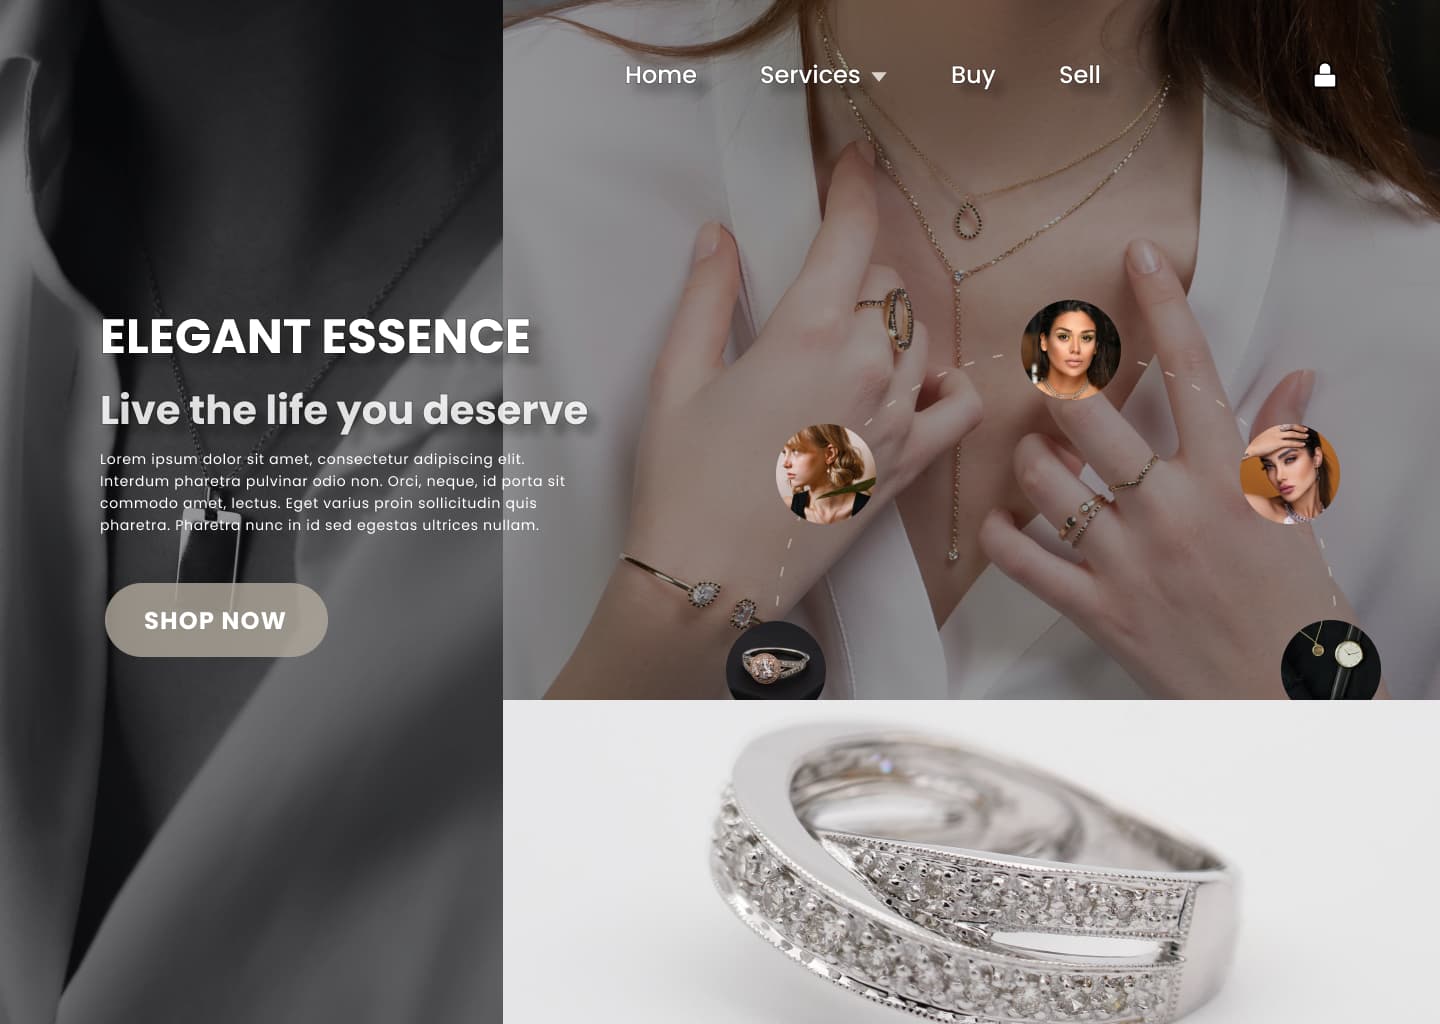 Home Services Buy Sell
ELEGANT ESSENCE
Live the life you deserve
Lorem ipsum dolor sit amet, consectetur adipiscing elit.
Interdum pharetra pulvinar odio non. Orci, neque, id porta sit
commodo amet, lectus. Eget varius proin sollicitudin quis
pharetra. Pharetra nunc in id sed egestas ultrices nullam.
SHOP NOW